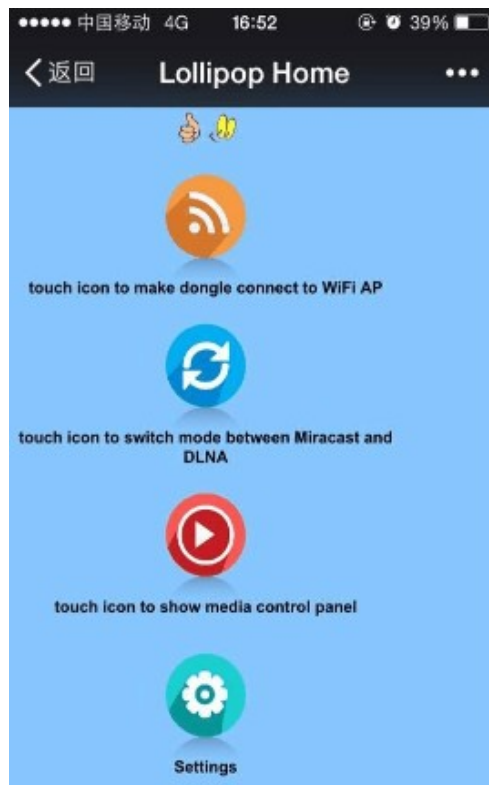 中国移动 4G 16:52 39%
返回 Lollipop Home
touch icon to make dongle connect to WiFi AP
touch icon to switch mode between Miracast and
DLNA
touch icon to show media control panel
Settings